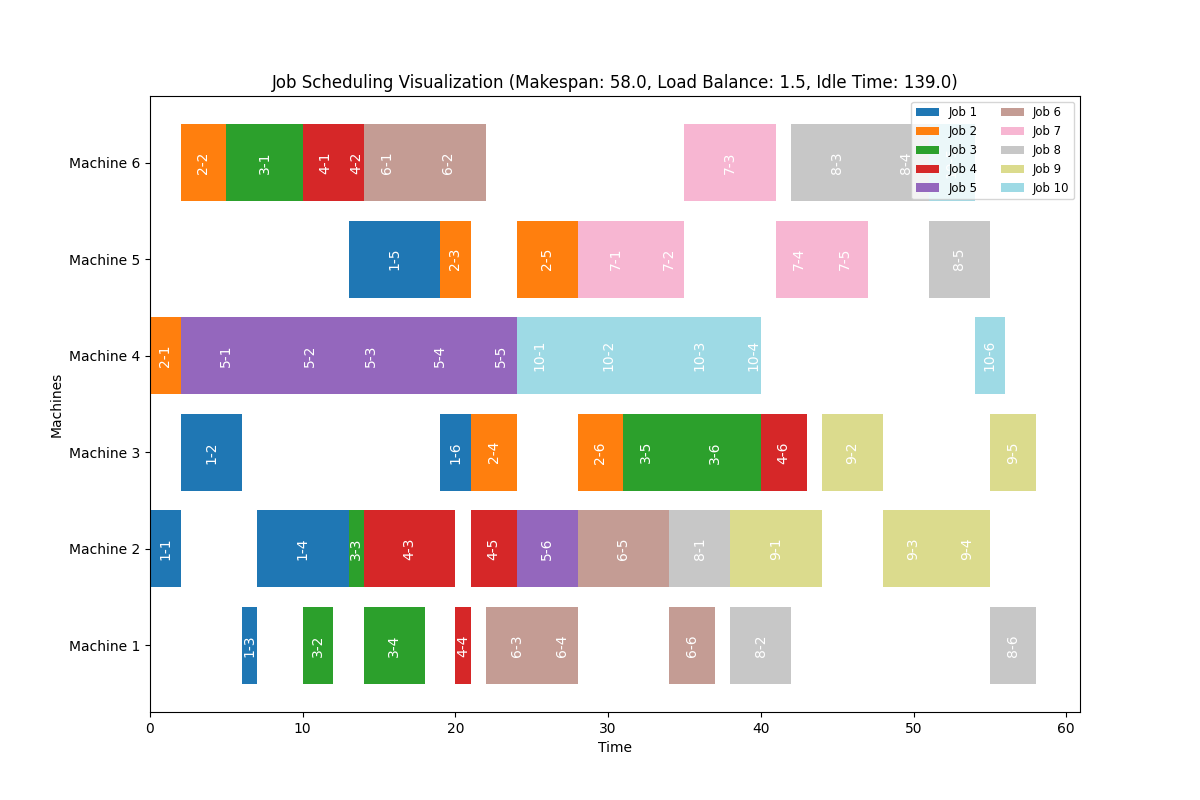 Job Scheduling Visualization (Makespan: 58.0, Load Balance: 1.5, Idle Time: 139.0)
Job 1 Job 6
Job 2 Job 7
Job 3 Job 8
Job 4 Job 9
Job 5 Job 10
Machine 6 2-2 3-1 4-1 4-2 6-1 6-2 7-3 8-3 8-4
Machine 5 1-5 2-3 2-5 7-1 7-2 7-4 7-5 8-5
Machine 4 2-1 5-1 5-2 5-3 5-4 5-5 10-1 10-2 10-3 10-4 10-6
Machine 3 1-2 1-6 2-4 2-6 3-5 3-6 4-6 9-2 9-5
Machine 2 1-1 1-4 3-3 4-3 4-5 5-6 6-5 8-1 9-1 9-3 9-4
Machine 1 1-3 3-2 3-4 4-4 6-3 6-4 6-6 8-2 8-6
Machines
0 10 20 30 40 50 60
Time